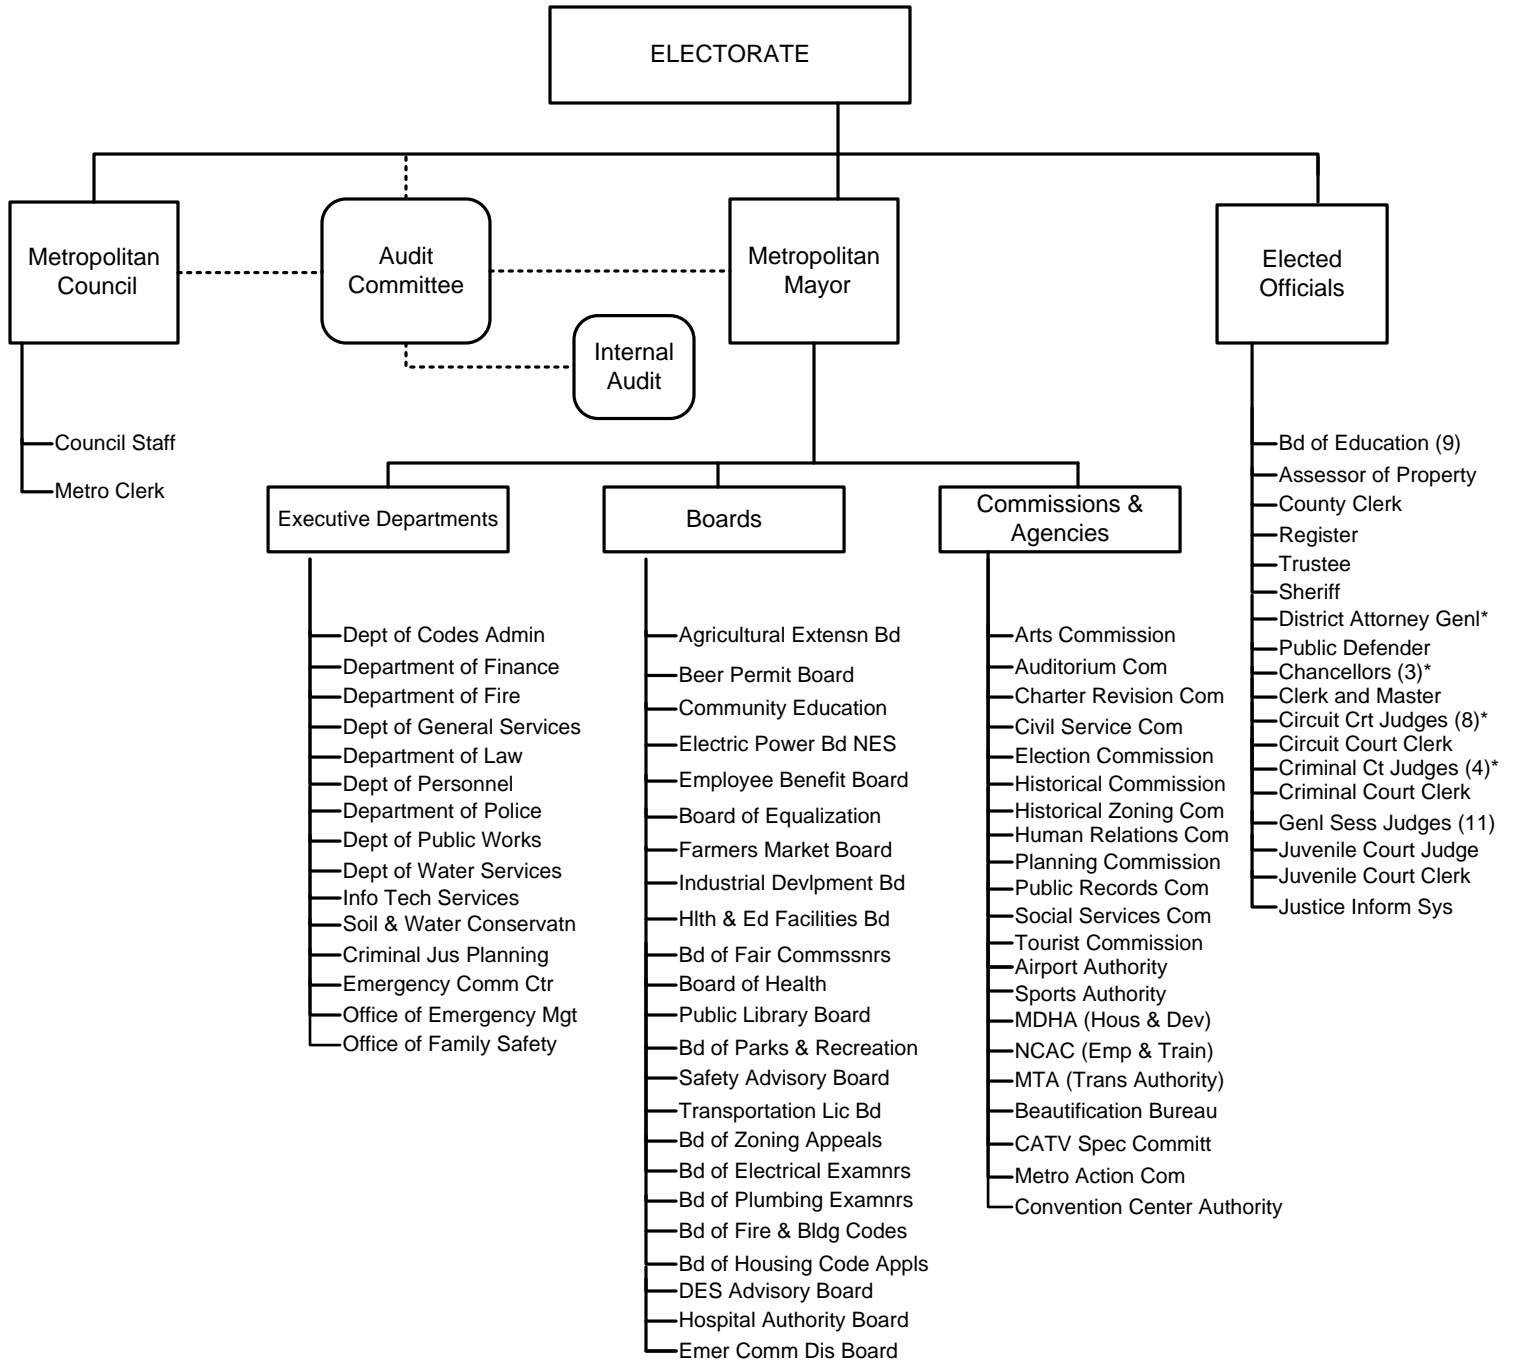 ELECTORATE
Metropolitan
Council
Audit
Committee
Metropolitan
Mayor
Elected
Officials
Internal
Audit
Council Staff
Metro Clerk
Executive Departments
Dept of Codes Admin
Department of Finance
Department of Fire
Dept of General Services
Department of Law
Dept of Personnel
Department of Police
Dept of Public Works
Dept of Water Services
Info Tech Services
Soil & Water Conservatn
Criminal Jus Planning
Emergency Comm Ctr
Office of Emergency Mgt
Office of Family Safety
Boards
Agricultural Extensn Bd
Beer Permit Board
Community Education
Electric Power Bd NES
Employee Benefit Board
Board of Equalization
Farmers Market Board
Industrial Devlpment Bd
Hlth & Ed Facilities Bd
Bd of Fair Commssnrs
Board of Health
Public Library Board
Bd of Parks & Recreation
Safety Advisory Board
Transportation Lic Bd
Bd of Zoning Appeals
Bd of Electrical Examnrs
Bd of Plumbing Examnrs
Bd of Fire & Bldg Codes
Bd of Housing Code Appls
DES Advisory Board
Hospital Authority Board
Emer Comm Dis Board
Commissions &
Agencies
Arts Commission
Auditorium Com
Charter Revision Com
Civil Service Com
Election Commission
Historical Commission
Historical Zoning Com
Human Relations Com
Planning Commission
Public Records Com
Social Services Com
Tourist Commission
Airport Authority
Sports Authority
MDHA (Hous & Dev)
NCAC (Emp & Train)
MTA (Trans Authority)
Beautification Bureau
CATV Spec Committ
Metro Action Com
Convention Center Authority
Bd of Education (9)
Assessor of Property
County Clerk
Register
Trustee
Sheriff
District Attorney Genl*
Public Defender
Chancellors (3)*
Clerk and Master
Circuit Crt Judges (8)*
Circuit Court Clerk
Criminal Ct Judges (4)*
Criminal Court Clerk
Genl Sess Judges (11)
Juvenile Court Judge
Juvenile Court Clerk
Justice Inform Sys